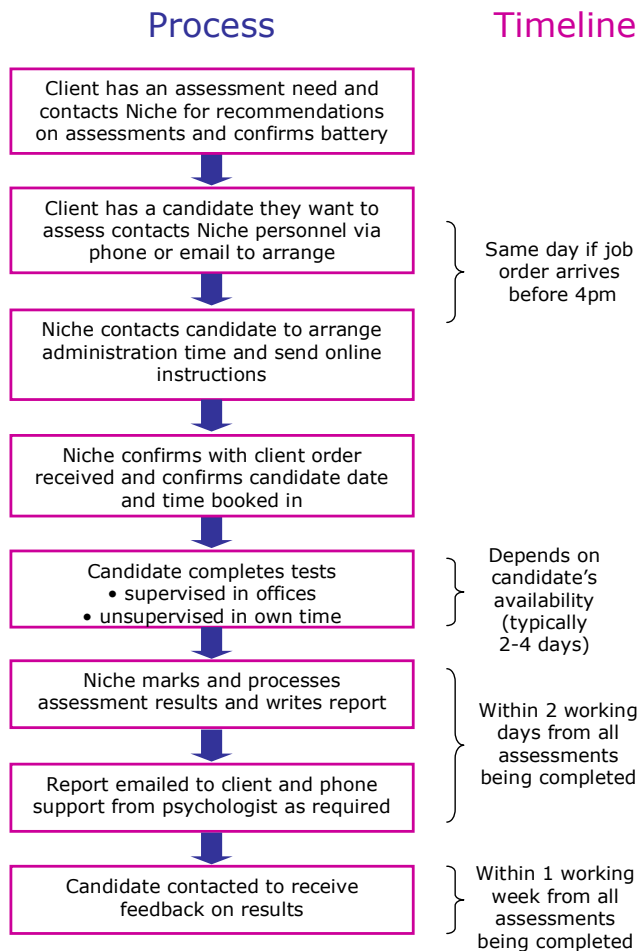 Process
Timeline
Client has an assessment need and
contacts Niche for recommendations
on assessments and confirms battery
Client has a candidate they want to
assess contacts Niche personnel via
phone or email to arrange
Same day if job
order arrives
before 4pm
Niche contacts candidate to arrange
administration time and send online
instructions
Niche confirms with client order
received and confirms candidate date
and time booked in
Candidate completes tests
• supervised in offices
• unsupervised in own time
Depends on
candidate’s
availability
(typically
2-4 days)
Niche marks and processes
assessment results and writes report
Report emailed to client and phone
support from psychologist as required
Within 2 working
days from all
assessments
being completed
Candidate contacted to receive
feedback on results
Within 1 working
week from all
assessments
being completed